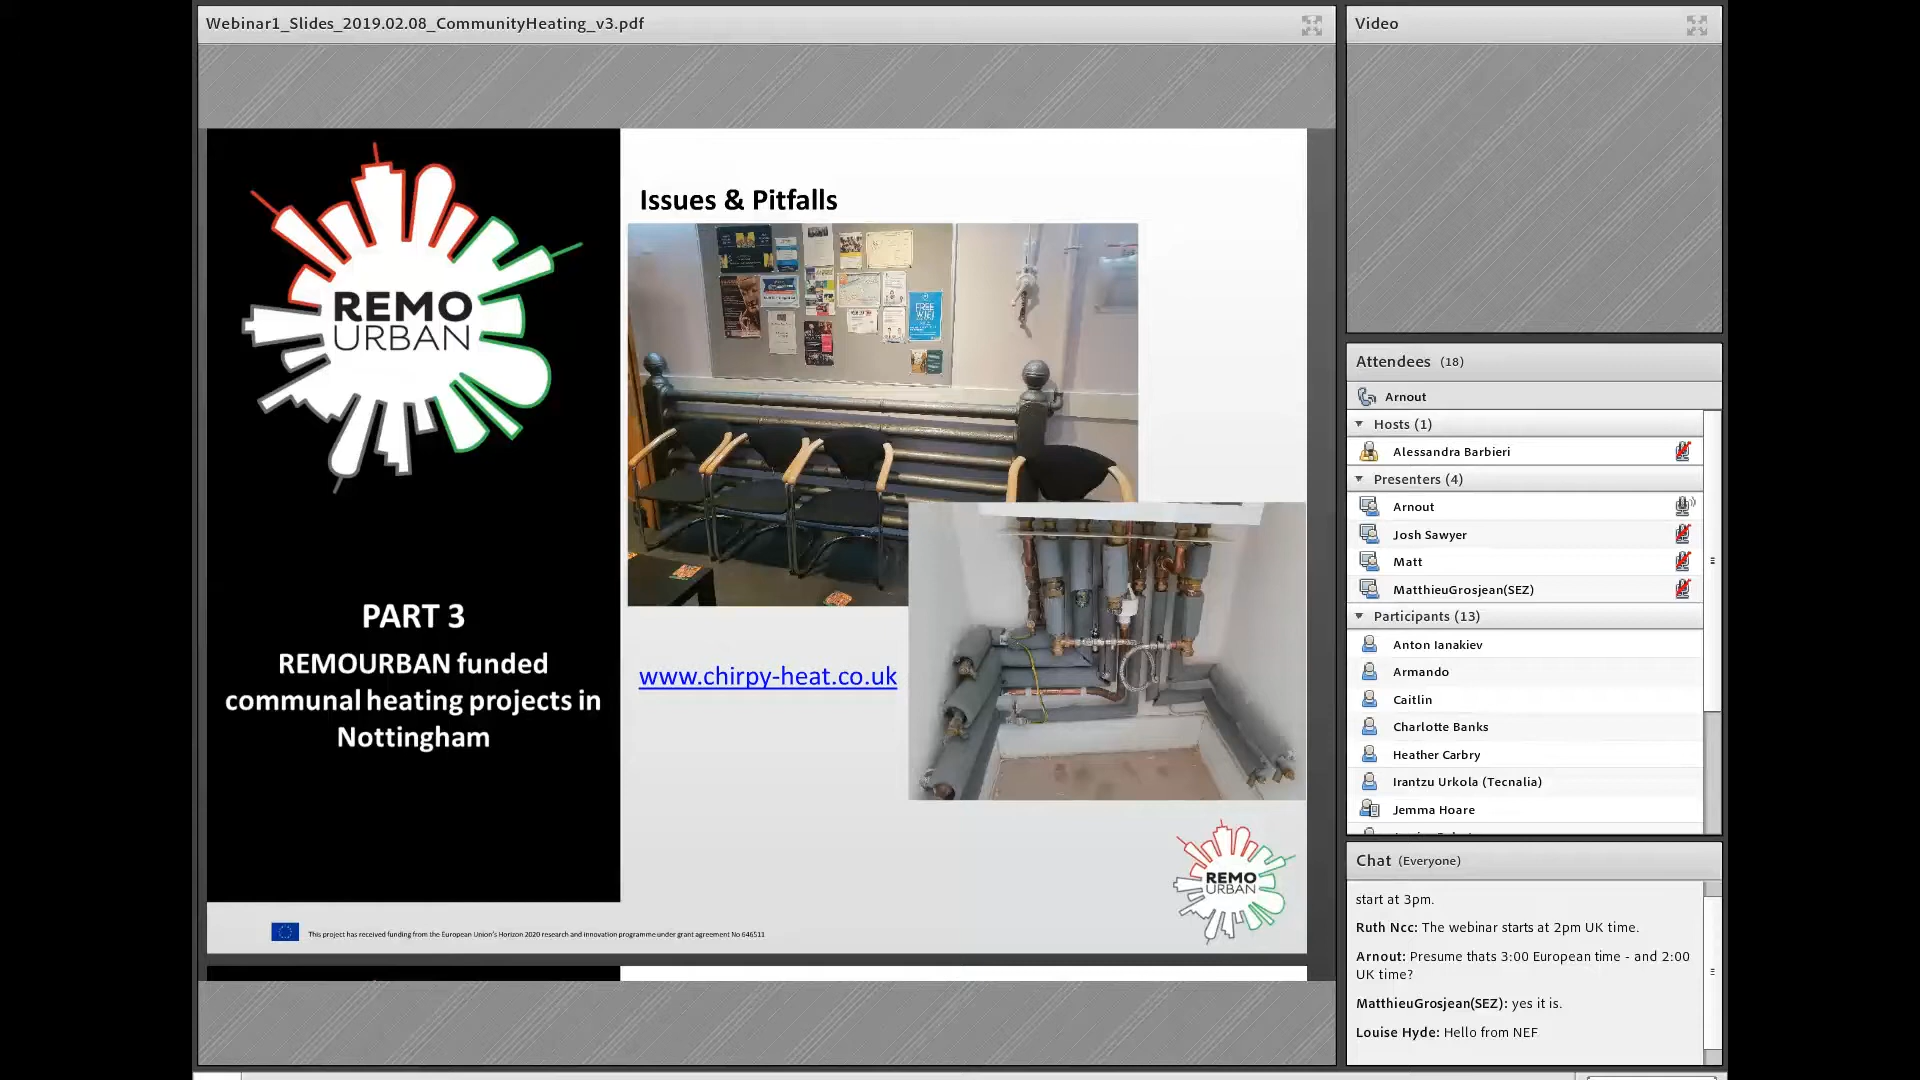 Webinar1_Slides_2019.02.08_CommunityHeating_v3.pdf
REMO
URBAN
PART 3
REMOURBAN funded
communal heating projects in
Nottingham
Issues & Pitfalls
FREE
WIFI
www.chirpy-heat.co.uk
REMO
URBAN
This project has received funding from the European Union's Horizon 2020 research and innovation programme under grant agreement No 646511
Video
Attendees (18)
Arnout
Hosts (1)
Alessandra Barbieri
Presenters (4)
Arnout
Josh Sawyer
Matt
MatthieuGrosjean(SEZ)
Participants (13)
Anton Ianakiev
Armando
Caitlin
Charlotte Banks
Heather Carbry
Irantzu Urkola (Tecnalia)
Jemma Hoare
Chat (Everyone)
start at 3pm.
Ruth Ncc: The webinar starts at 2pm UK time.
Arnout: Presume thats 3:00 European time - and 2:00
UK time?
MatthieuGrosjean(SEZ): yes it is.
Louise Hyde: Hello from NEF